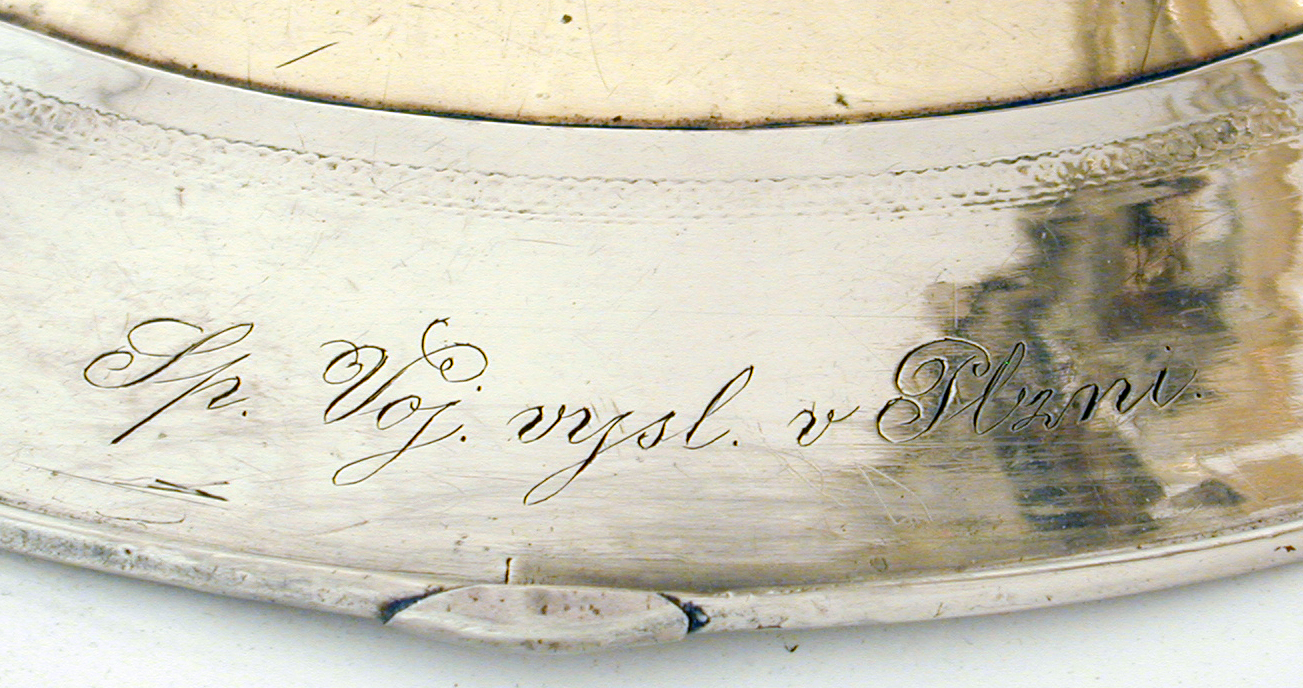 Sp. Voj. vysl. v Plzni.